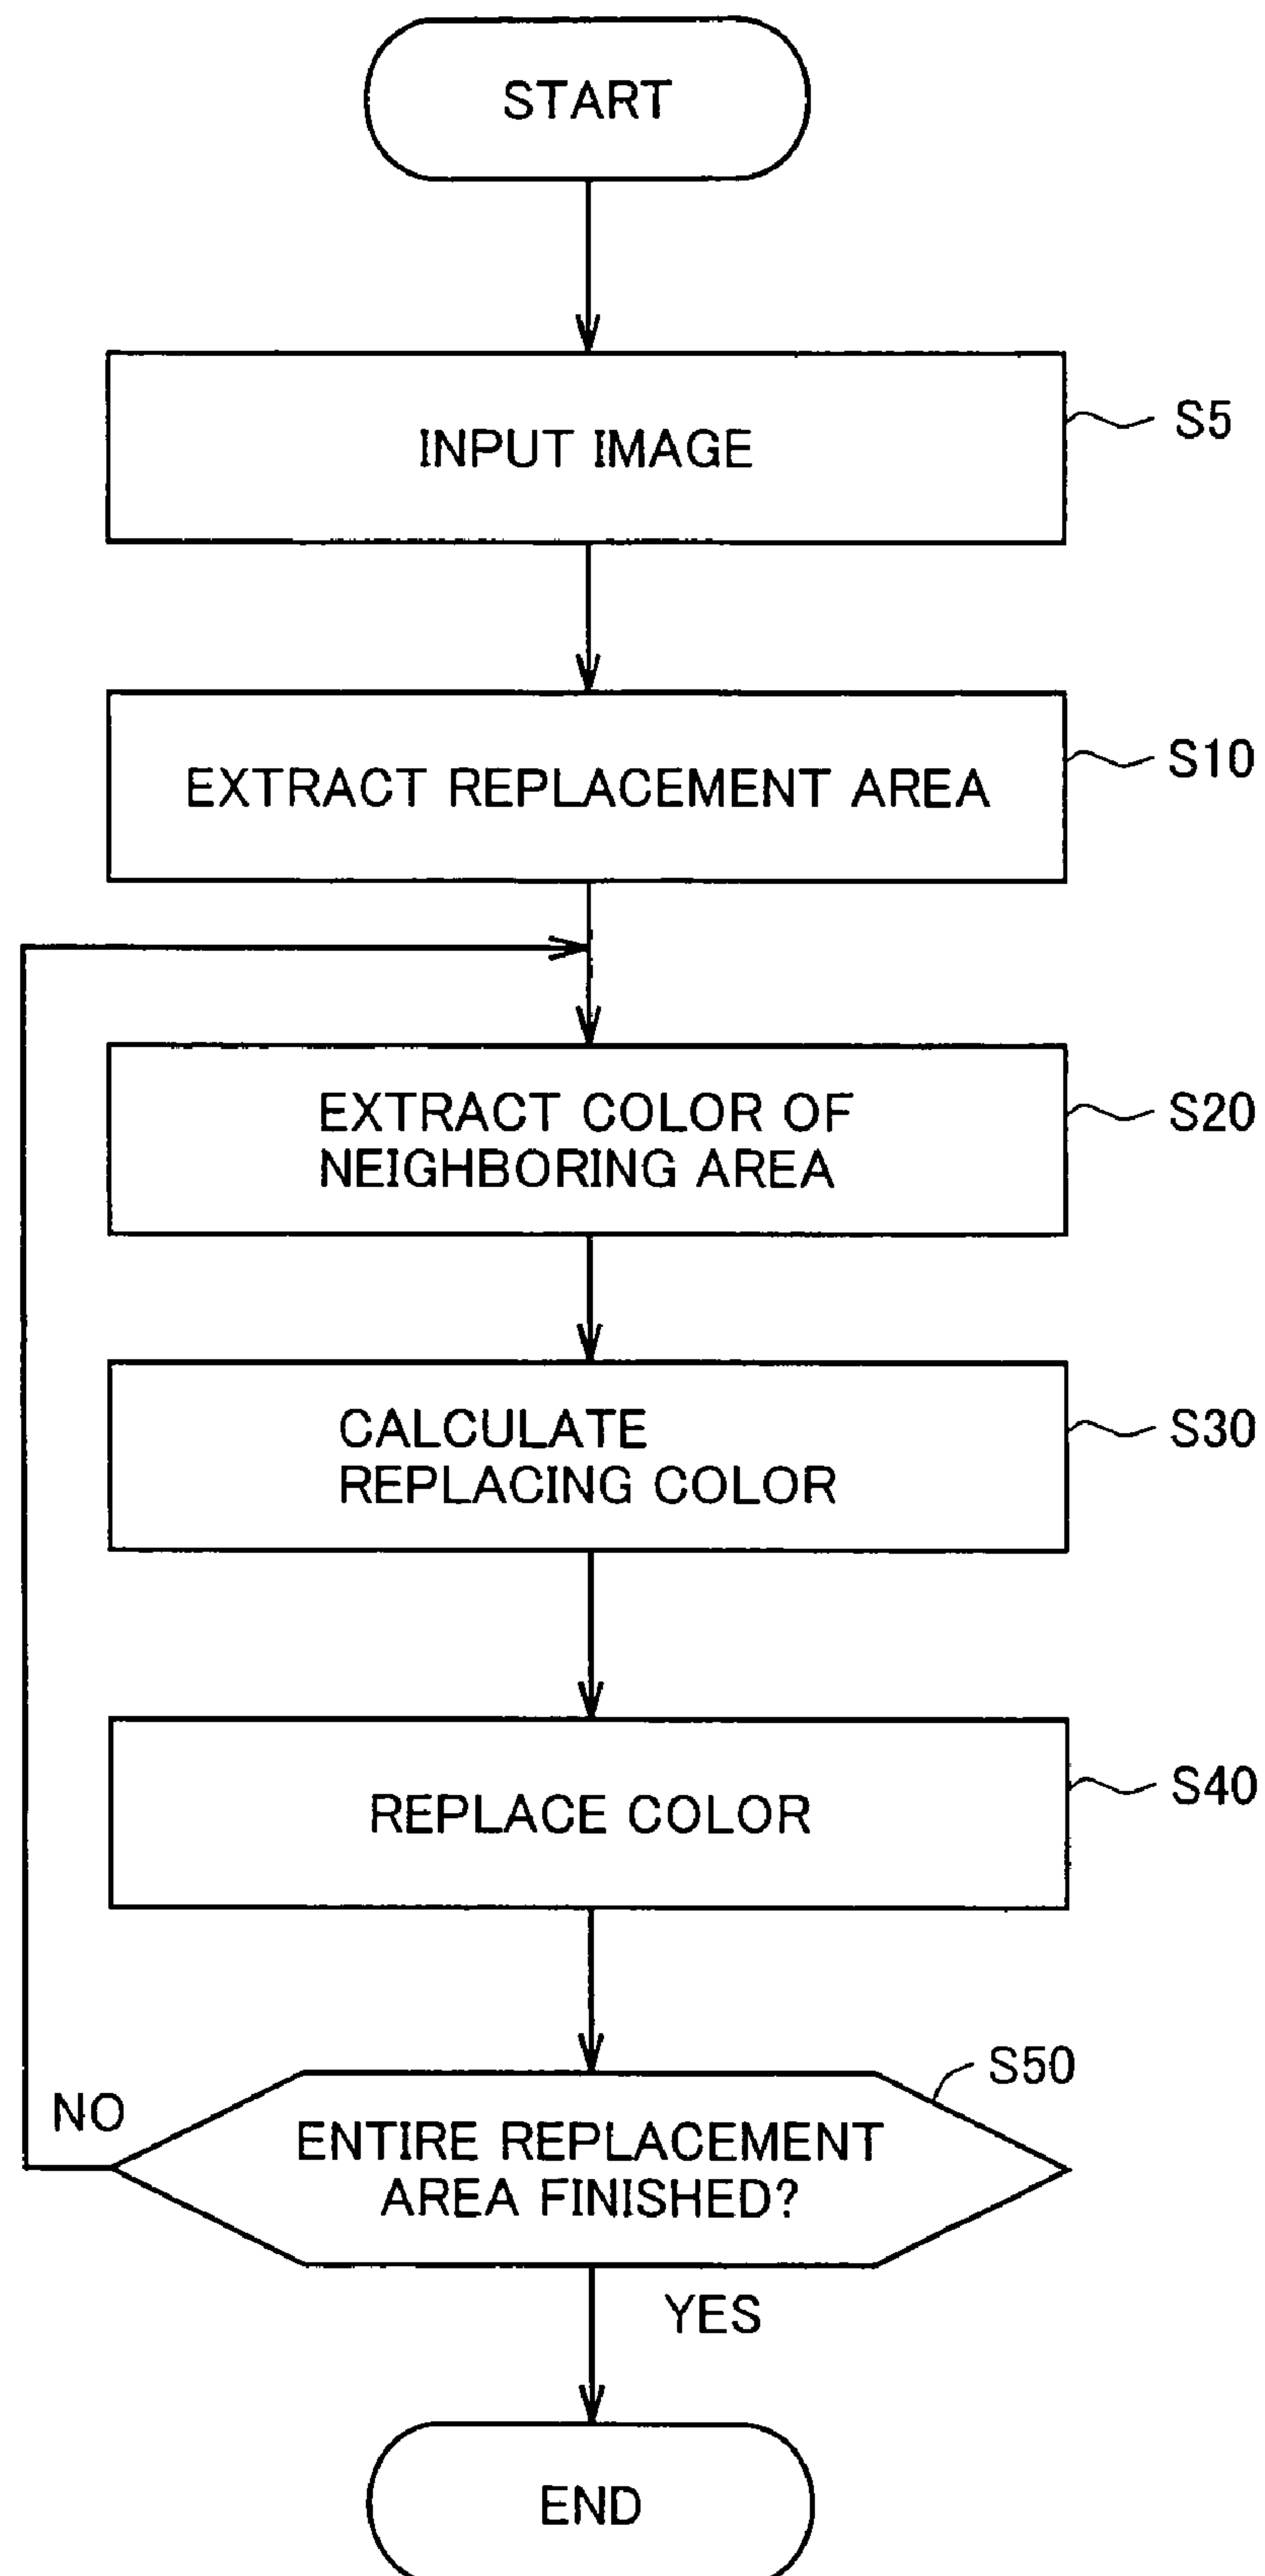 START
INPUT IMAGE
S5
EXTRACT REPLACEMENT AREA
S10
EXTRACT COLOR OF
NEIGHBORING AREA
S20
CALCULATE
REPLACING COLOR
S30
REPLACE COLOR
S40
S50
NO
ENTIRE REPLACEMENT
AREA FINISHED?
YES
END